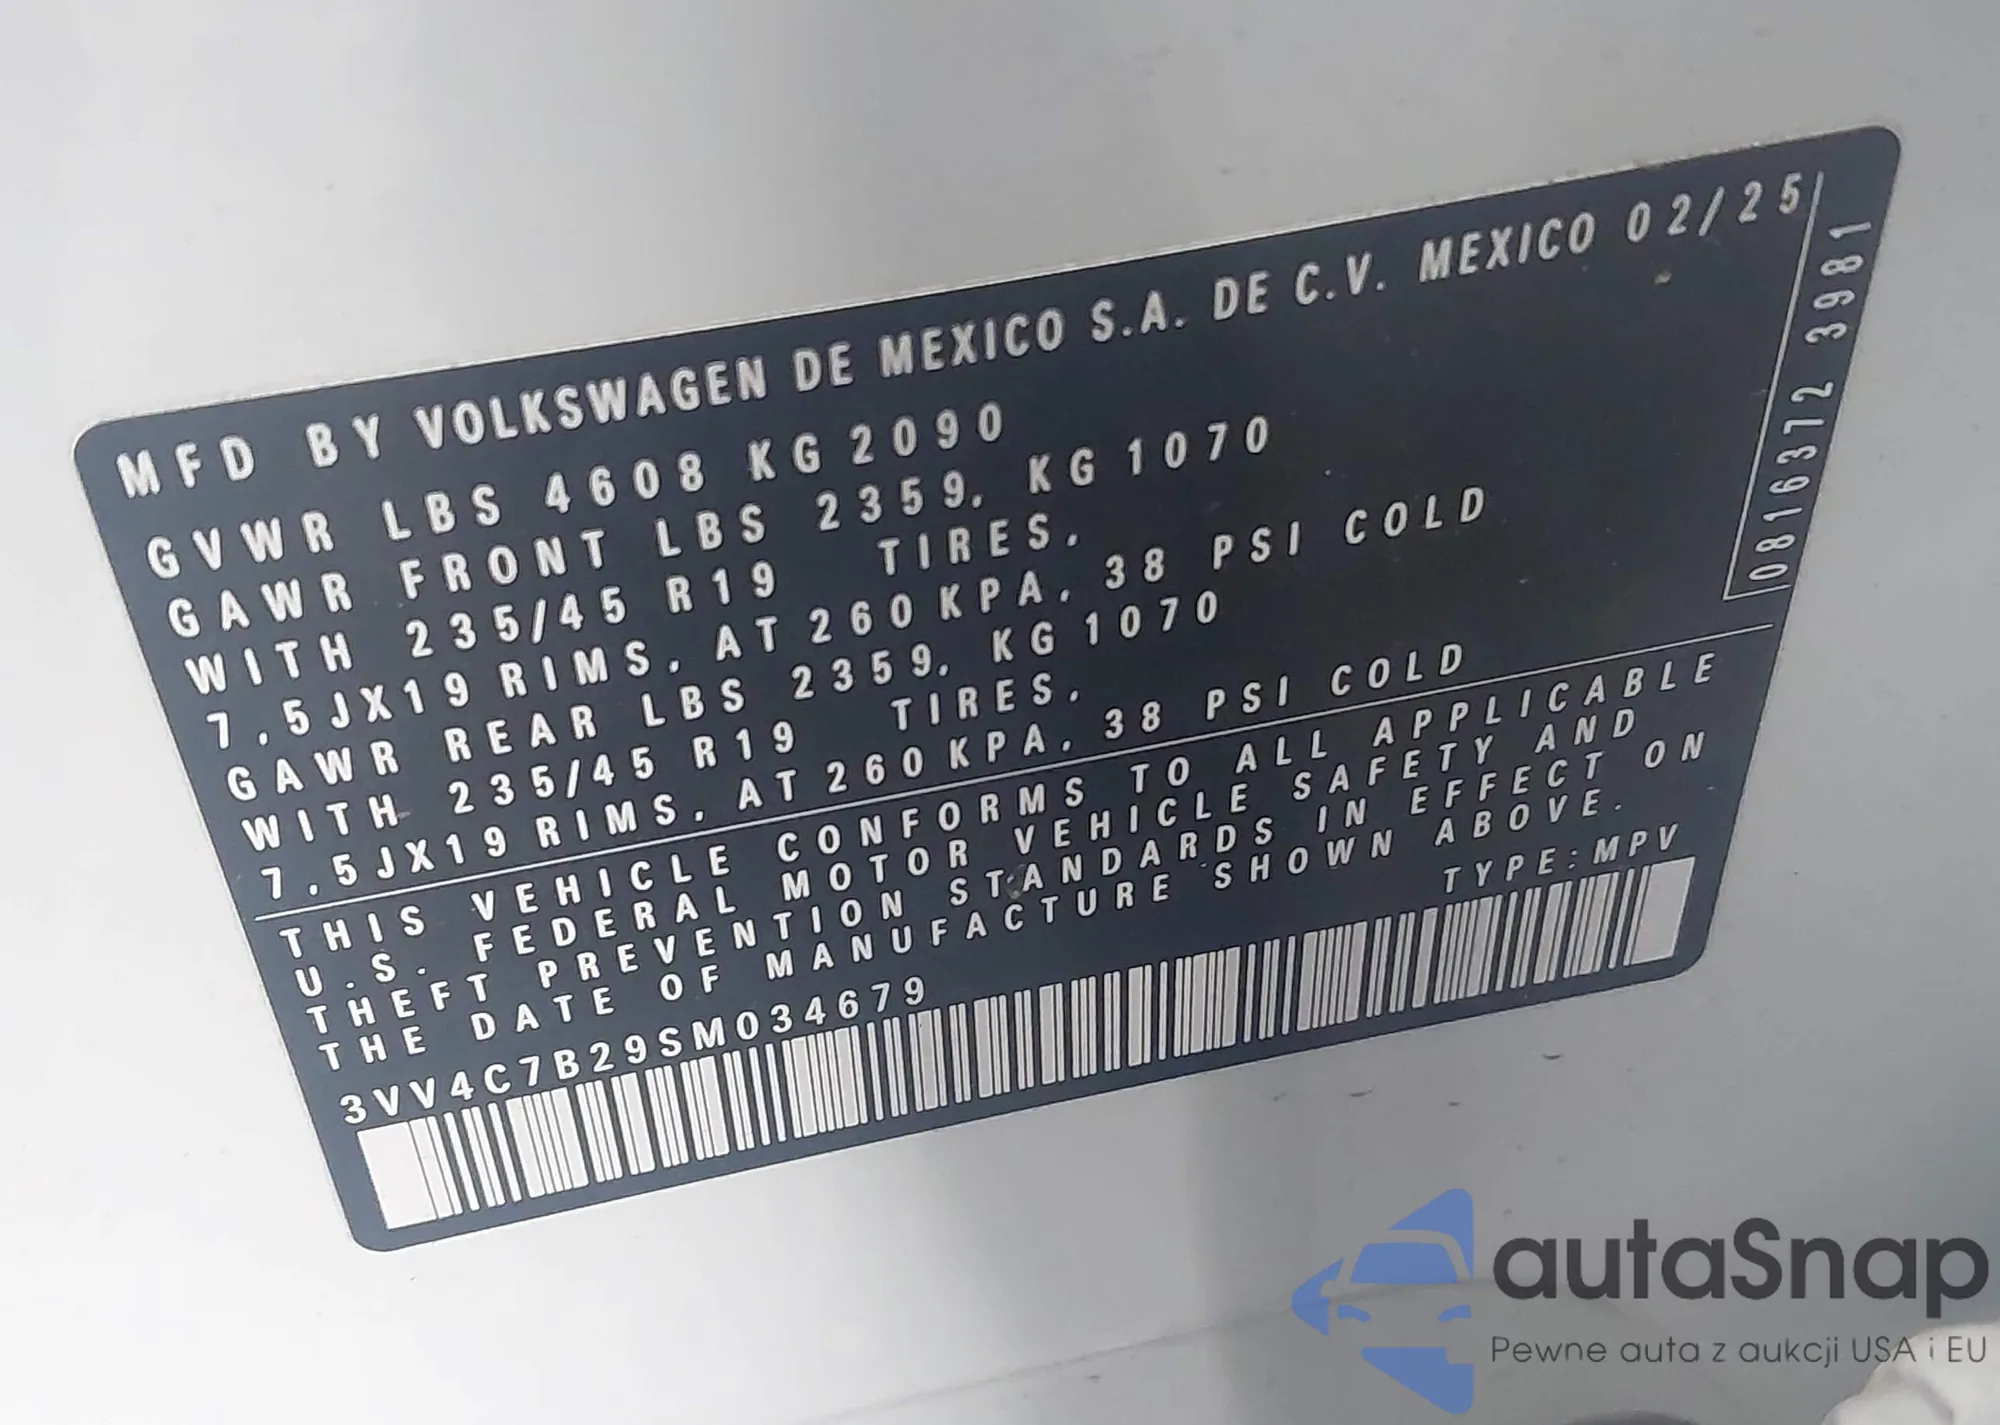 MFD BY VOLKSWAGEN DE MEXICO S.A. DE C.V. MEXICO 02/25
GVWR LBS 4608 KG 2090
GAWR FRONT LBS 2359. KG 1070
WITH 235/45 R19 TIRES.
7.5JX19 RIMS. AT 260 KPA. 38 PSI COLD
GAWR REAR LBS 2359. KG 1070
WITH 235/45 R19 TIRES.
7.5JX19 RIMS. AT 260 KPA. 38 PSI COLD
THIS VEHICLE CONFORMS TO ALL APPLICABLE
U.S. FEDERAL MOTOR VEHICLE SAFETY AND
THEFT PREVENTION STANDARDS IN EFFECT ON
THE DATE OF MANUFACTURE SHOWN ABOVE.
3VV4C7B29SM034679 TYPE: MPV
0816372 3981
autaSnap
Pewne auta z aukcji USA i EU